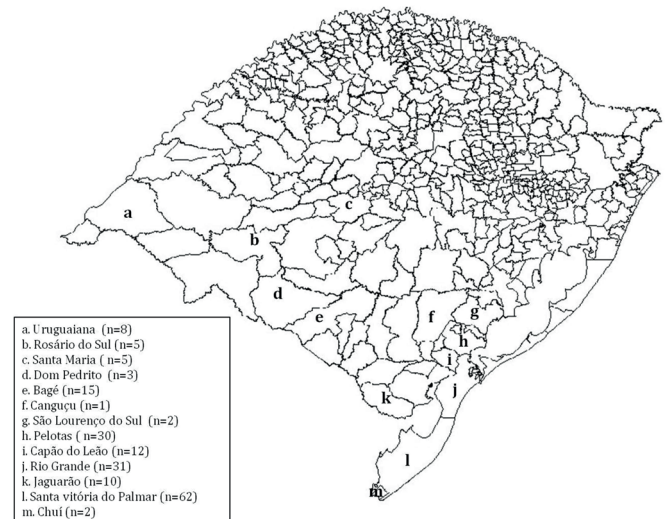 a
b
c
d
e
f
g
h
i
j
k
l
m
a. Uruguaiana (n=8)
b. Rosário do Sul (n=5)
c. Santa Maria ( n=5)
d. Dom Pedrito (n=3)
e. Bagé (n=15)
f. Canguçu (n=1)
g. São Lourenço do Sul (n=2)
h. Pelotas ( n=30)
i. Capão do Leão (n=12)
j. Rio Grande (n=31)
k. Jaguarão (n=10)
l. Santa vitória do Palmar (n=62)
m. Chuí (n=2)